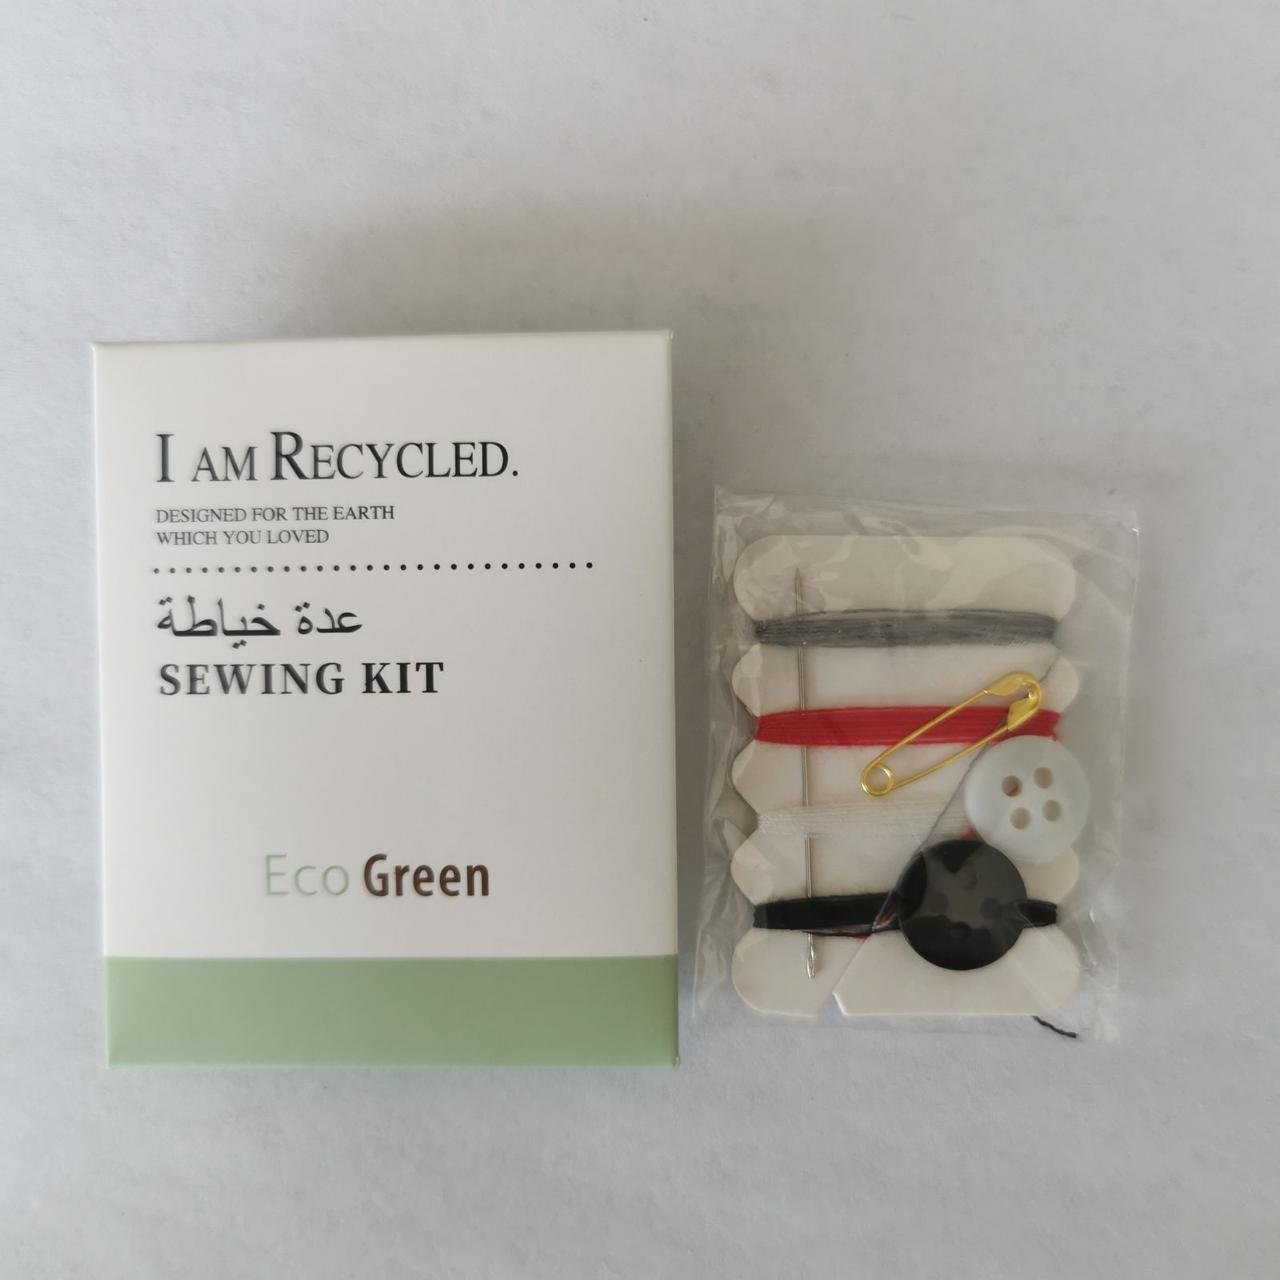 I AM RECYCLED.
DESIGNED FOR THE EARTH
WHICH YOU LOVED
عدة خياطة
SEWING KIT
Eco Green